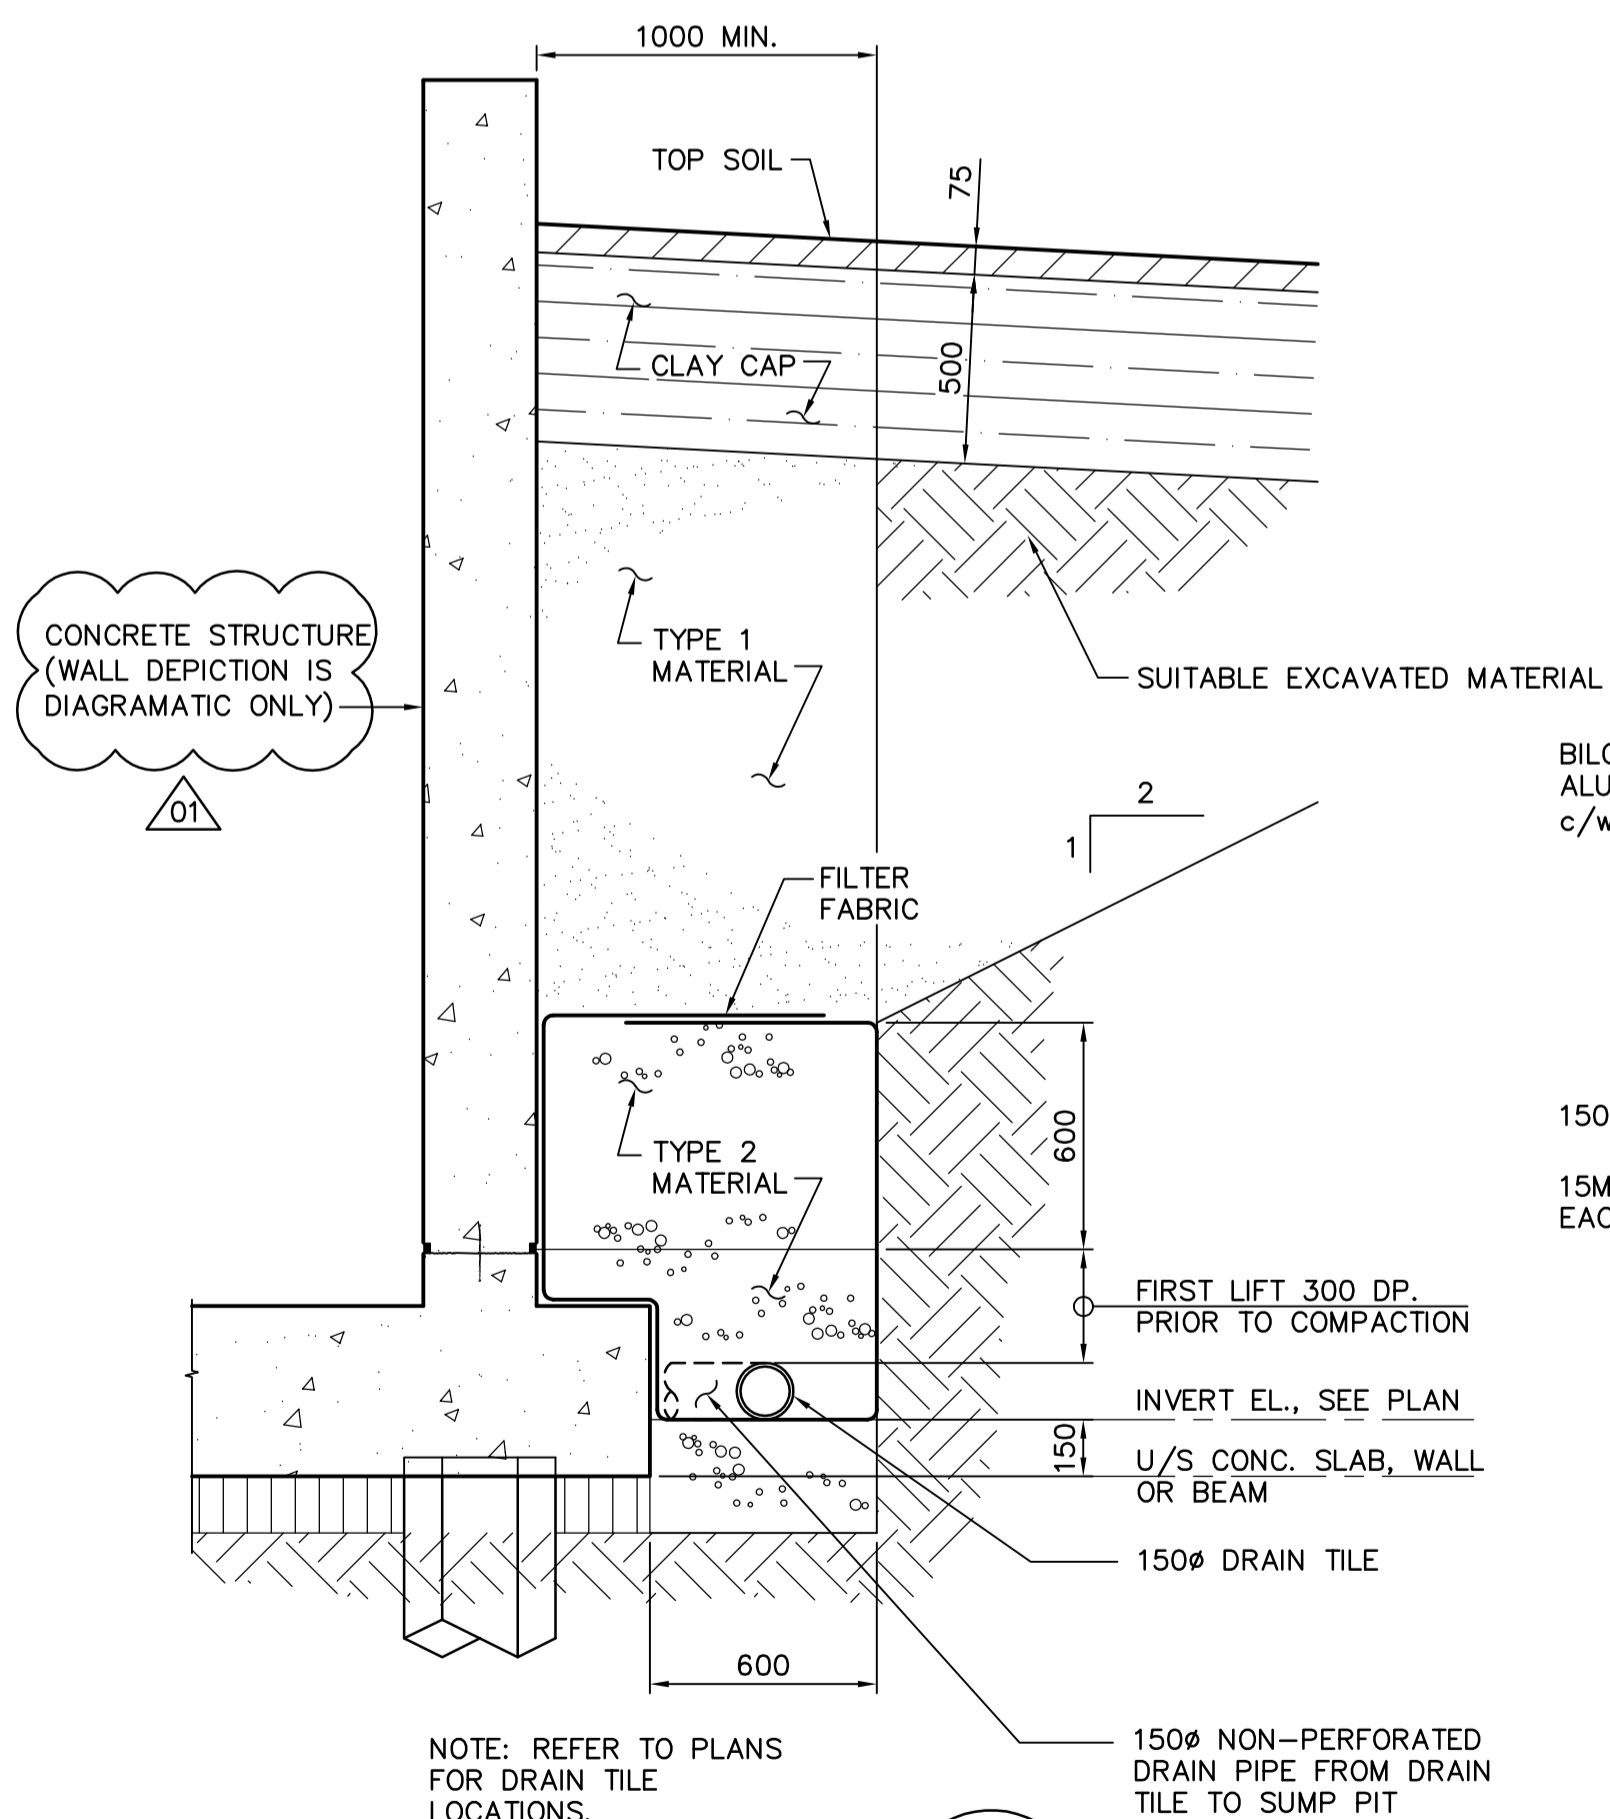 1000 MIN.
TOP SOIL
75
CLAY CAP
500
CONCRETE STRUCTURE
(WALL DEPICTION IS
DIAGRAMATIC ONLY)
01
TYPE 1
MATERIAL
SUITABLE EXCAVATED MATERIAL
2
1
c/w
FILTER
FABRIC
600
TYPE 2
MATERIAL
150
FIRST LIFT 300 DP.
PRIOR TO COMPACTION
INVERT EL., SEE PLAN
150
U/S CONC. SLAB, WALL
OR BEAM
150ø DRAIN TILE
600
NOTE: REFER TO PLANS
FOR DRAIN TILE
LOCATIONS.
150ø NON-PERFORATED
DRAIN PIPE FROM DRAIN
TILE TO SUMP PIT